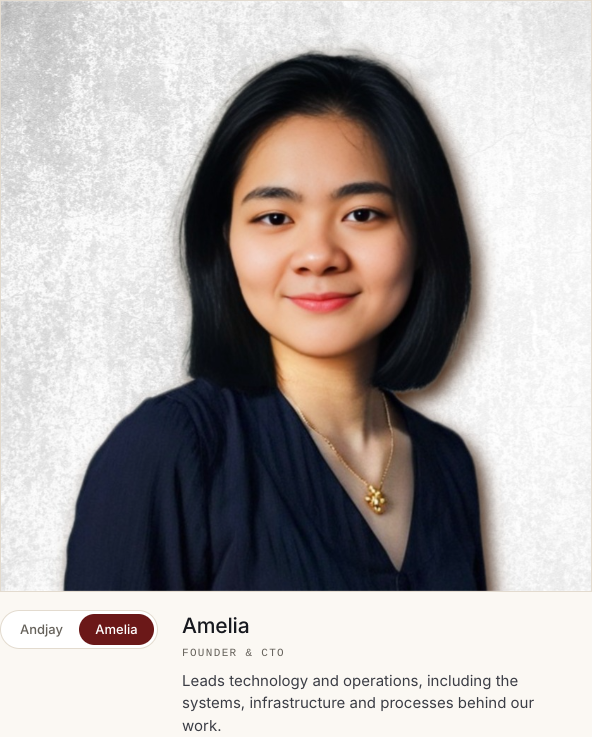 Andjay
Amelia
Amelia
FOUNDER & CTO
Leads technology and operations, including the
systems, infrastructure and processes behind our
work.